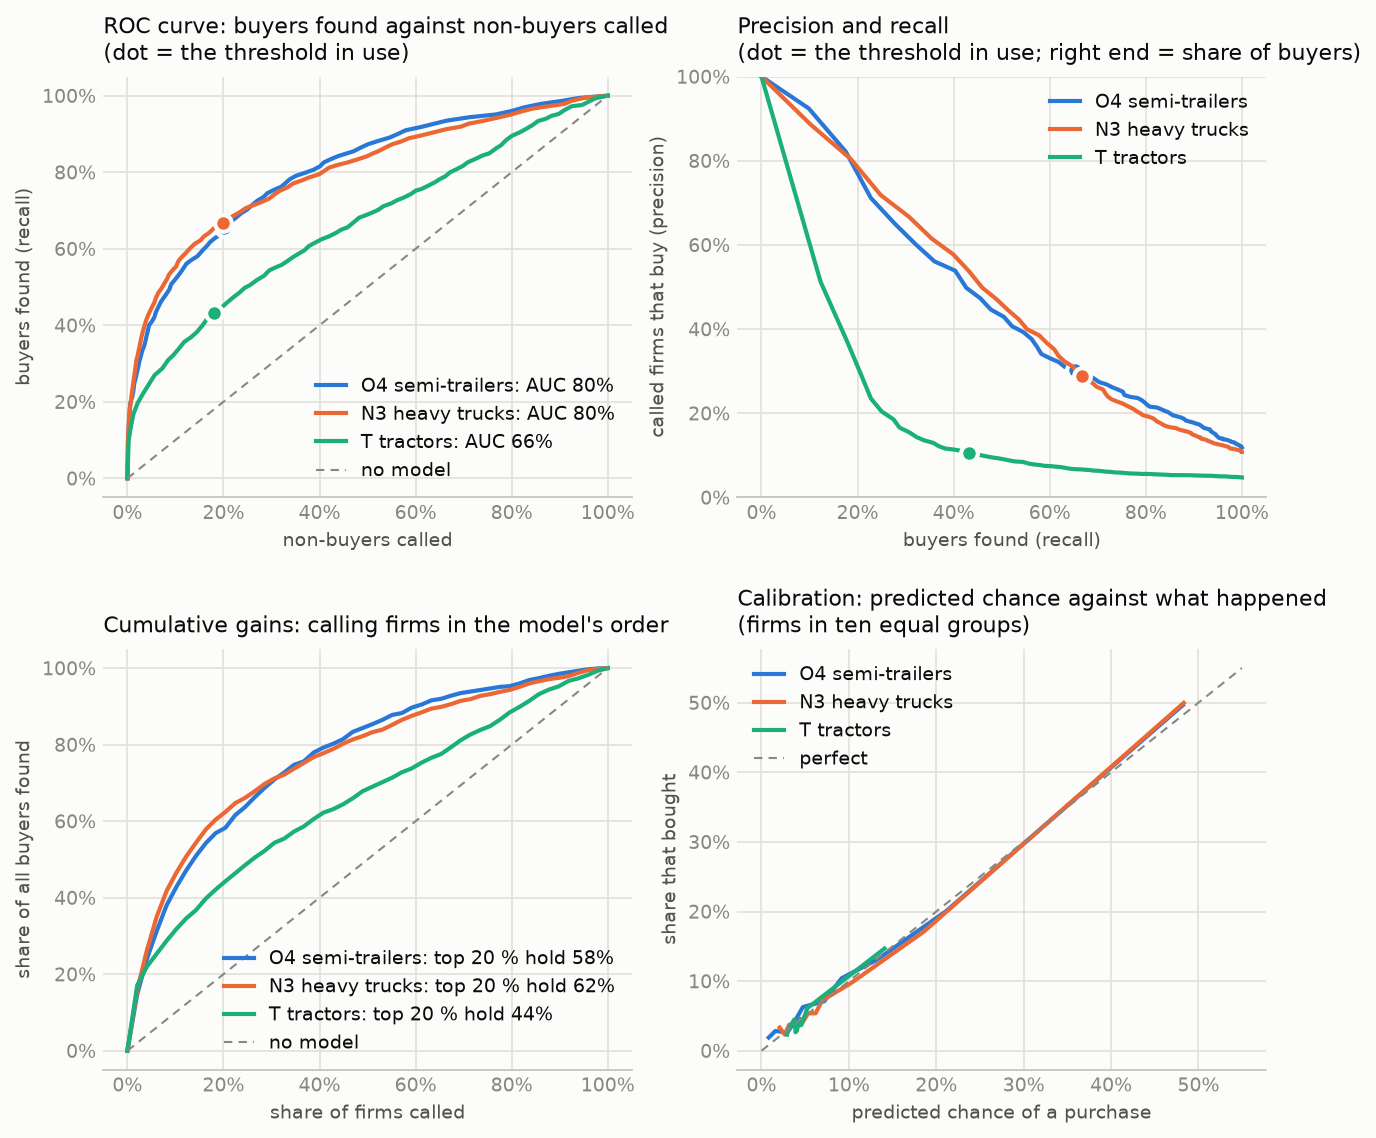 ROC curve: buyers found against non-buyers called
(dot = the threshold in use)
100%
80%
60%
40%
20%
0%
buyers found (recall)
O4 semi-trailers: AUC 80%
N3 heavy trucks: AUC 80%
T tractors: AUC 66%
no model
0%
20%
40%
60%
80%
100%
non-buyers called
Precision and recall
(dot = the threshold in use; right end = share of buyers)
100%
80%
60%
40%
20%
0%
called firms that buy (precision)
O4 semi-trailers
N3 heavy trucks
T tractors
0%
20%
40%
60%
80%
100%
buyers found (recall)
Cumulative gains: calling firms in the model's order
100%
80%
60%
40%
20%
0%
share of all buyers found
O4 semi-trailers: top 20 % hold 58%
N3 heavy trucks: top 20 % hold 62%
T tractors: top 20 % hold 44%
no model
0%
20%
40%
60%
80%
100%
share of firms called
Calibration: predicted chance against what happened
(firms in ten equal groups)
O4 semi-trailers
N3 heavy trucks
T tractors
perfect
50%
40%
30%
20%
10%
0%
share that bought
0%
10%
20%
30%
40%
50%
predicted chance of a purchase